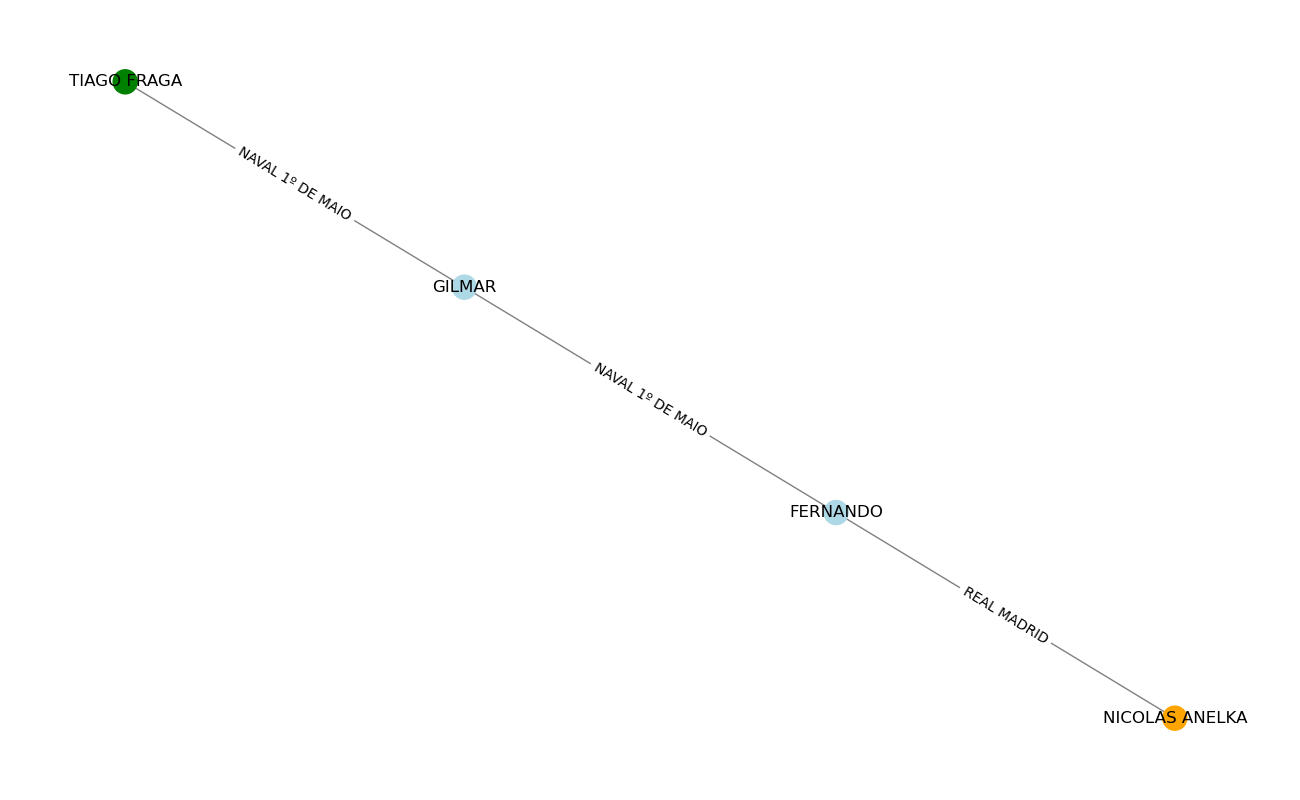 TIAGO FRAGA
NAVAL 1º DE MAIO
GILMAR
NAVAL 1º DE MAIO
FERNANDO
REAL MADRID
NICOLAS ANELKA